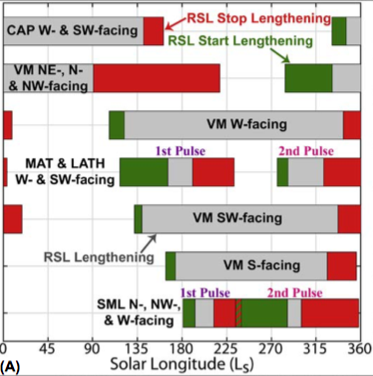 RSL Stop Lengthening
CAP W- & SW-facing
RSL Start Lengthening
VM NE-, N-
& NW-facing
VM W-facing
1st Pulse 2nd Pulse
MAT & LATH
W- & SW-facing
VM SW-facing
RSL Lengthening
VM S-facing
1st Pulse 2nd Pulse
SML N-, NW-,
& W-facing
0 45 90 135 180 225 270 315 360
(A) Solar Longitude (Ls)